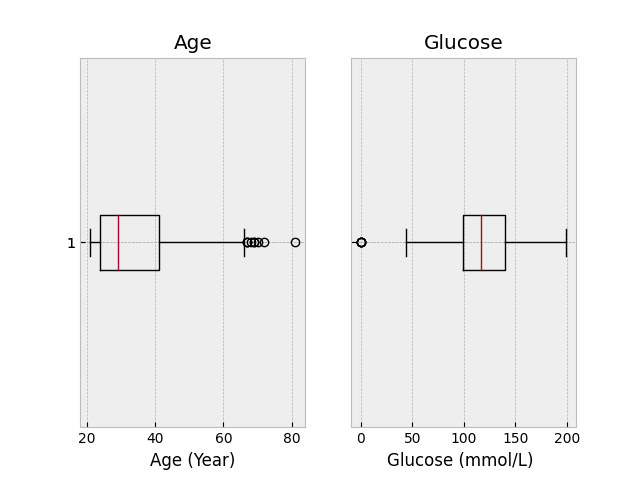 Age
Glucose
1
20 40 60 80
0 50 100 150 200
Age (Year)
Glucose (mmol/L)